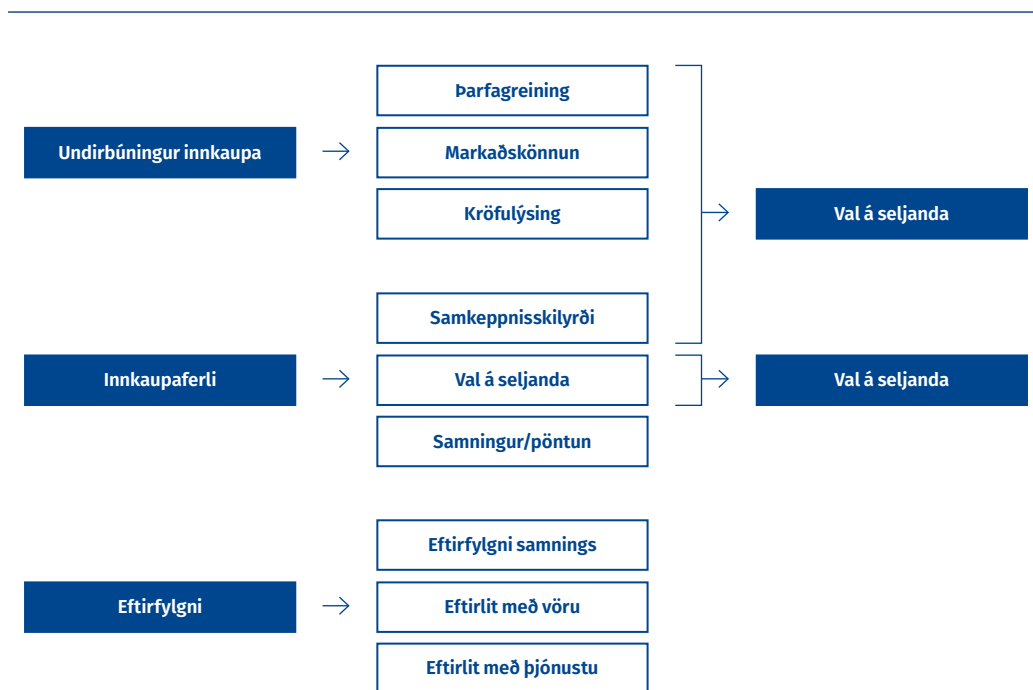 Undirbúningur innkaupa
Þarfagreining
Markaðskönnun
Kröfulýsing
Val á seljanda
Innkaupaferli
Samkeppnisskilyrði
Val á seljanda
Samningur/pöntun
Val á seljanda
Eftirfylgni
Eftirfylgni samnings
Eftirlit með vöru
Eftirlit með þjónustu